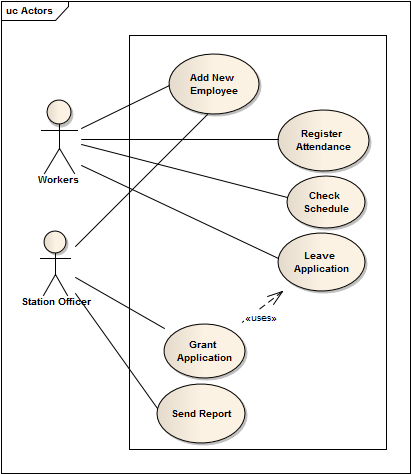 uc Actors
Add New
Employee
Register
Attendance
Workers
Check
Schedule
Leave
Application
Station Officer
«uses»
Grant
Application
Send Report